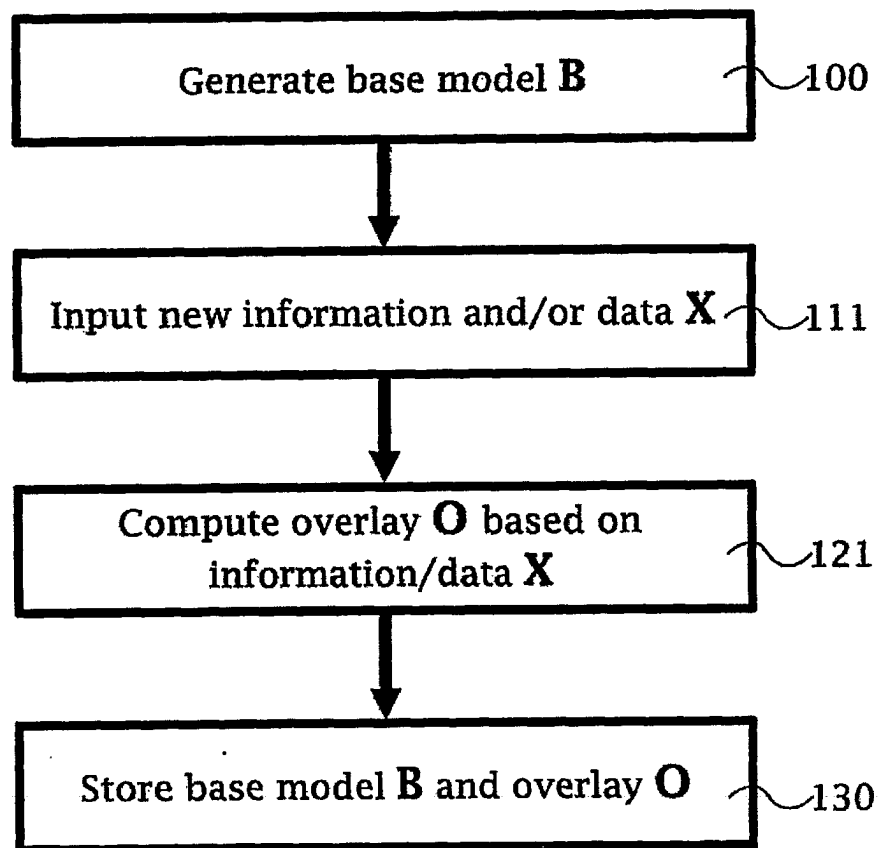 Generate base model B 100
Input new information and/or data X 111
Compute overlay O based on
information/data X 121
Store base model B and overlay O 130